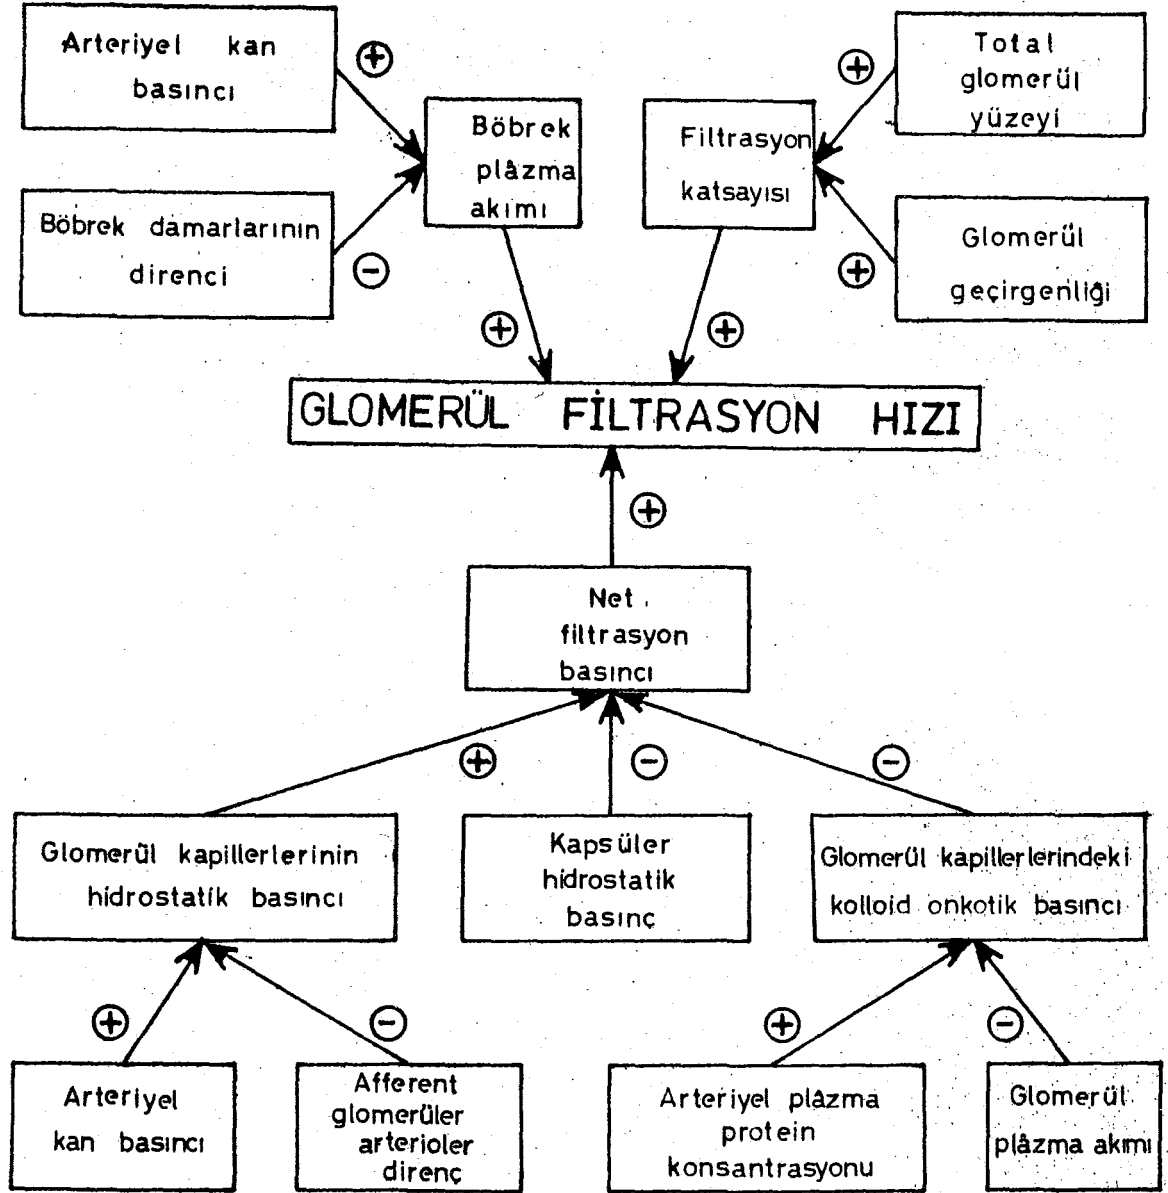 Arteriyel kan
basıncı
⊕
Böbrek damarlarının
direnci
⊖
Böbrek
plâzma
akımı
⊕
Filtrasyon
katsayısı
⊕
Total
glomerül
yüzeyi
⊕
Glomerül
geçirgenliği
⊕
GLOMERÜL FİLTRASYON HIZI
⊕
Net
filtrasyon
basıncı
⊕
⊖
⊖
Glomerül kapillerlerinin
hidrostatik basıncı
Kapsüler
hidrostatik
basınç
Glomerül kapillerlerindeki
kolloid onkotik basıncı
⊕
⊖
⊕
⊖
Arteriyel
kan basıncı
Afferent
glomerüler
arterioler
direnç
Arteriyel plâzma
protein
konsantrasyonu
Glomerül
plâzma akımı